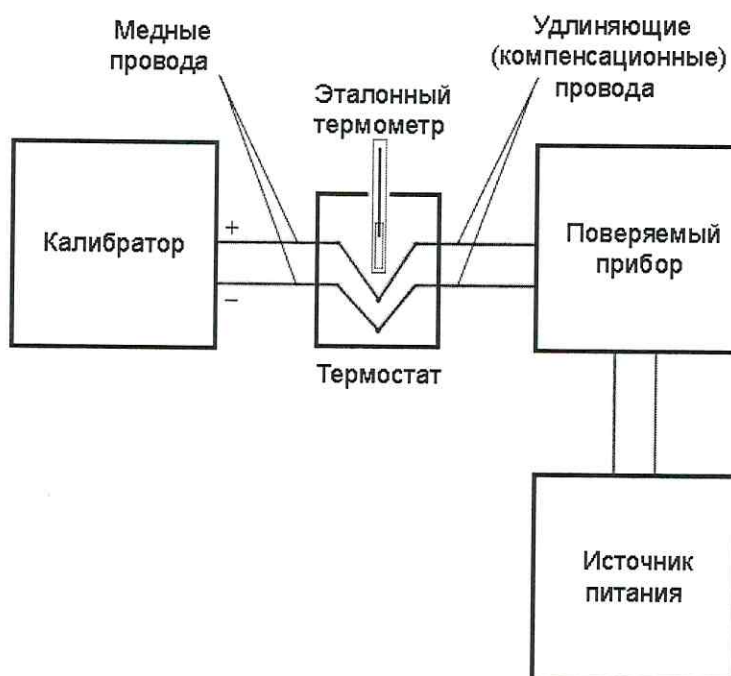 Медные
провода
Удлиняющие
(компенсационные)
провода
Эталонный
термометр
Калибратор
+
−
Поверяемый
прибор
Термостат
Источник
питания